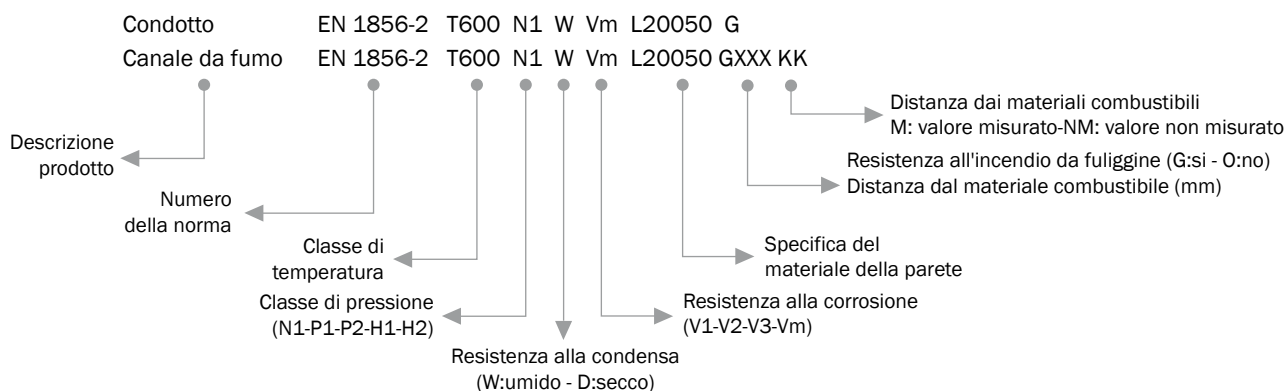 Condotto EN 1856-2 T600 N1 W Vm L20050 G
Canale da fumo EN 1856-2 T600 N1 W Vm L20050 GXXX KK
Distanza dai materiali combustibili
M: valore misurato-NM: valore non misurato
Descrizione
prodotto
Resistenza all'incendio da fuliggine (G:si - O:no)
Distanza dal materiale combustibile (mm)
Numero
della norma
Classe di
temperatura
Specifica del
materiale della parete
Classe di pressione
(N1-P1-P2-H1-H2)
Resistenza alla corrosione
(V1-V2-V3-Vm)
Resistenza alla condensa
(W:umido - D:secco)